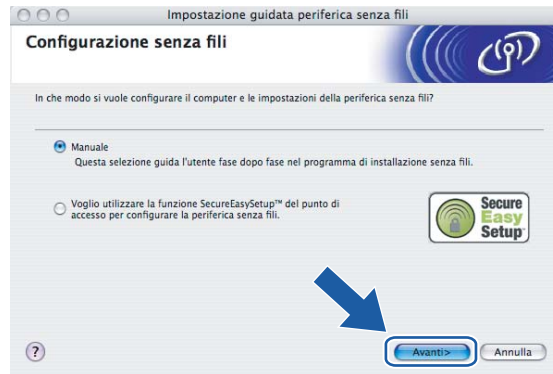 Impostazione guidata periferica senza fili
Configurazione senza fili
In che modo si vuole configurare il computer e le impostazioni della periferica senza fili?
Manuale
Questa selezione guida l'utente fase dopo fase nel programma di installazione senza fili.
Voglio utilizzare la funzione SecureEasySetup™ del punto di
accesso per configurare la periferica senza fili.
Secure
Easy
Setup
?
Avanti>
Annulla